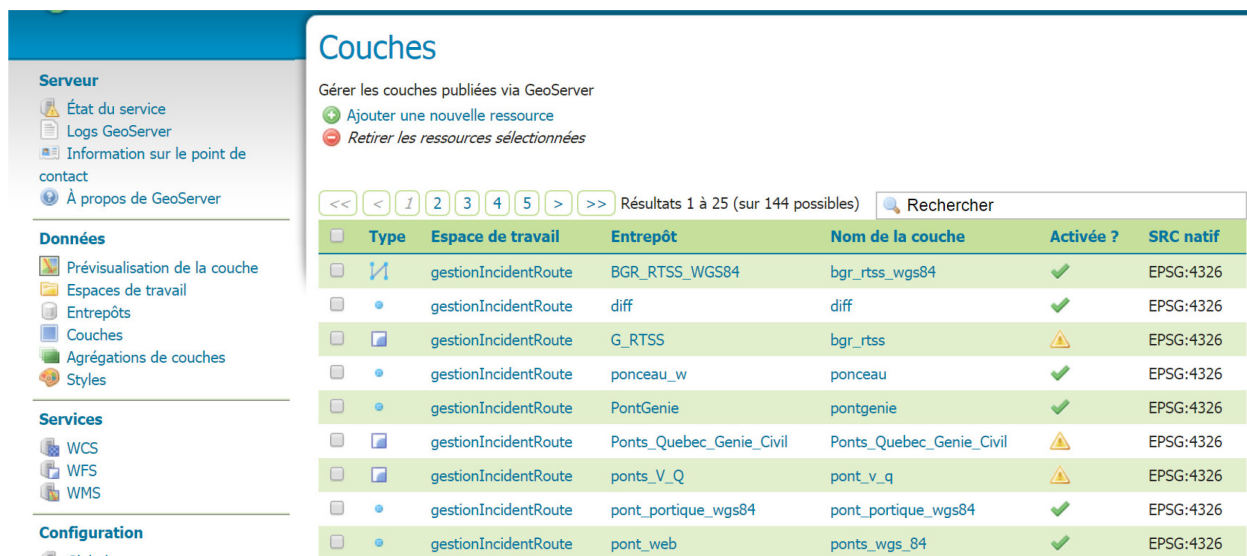 Couches
Gérer les couches publiées via GeoServer
Ajouter une nouvelle ressource
Retirer les ressources sélectionnées
Serveur
État du service
Logs GeoServer
Information sur le point de
contact
À propos de GeoServer
Données
Prévisualisation de la couche
Espaces de travail
Entrepôts
Couches
Agrégations de couches
Styles
Services
WCS
WFS
WMS
Configuration
<< < 1 2 3 4 5 > >> Résultats 1 à 25 (sur 144 possibles) Rechercher
Type Espace de travail Entrepôt Nom de la couche Activée ? SRC natif
gestionIncidentRoute BGR_RTSS_WGS84 bgr_rtss_wgs84 EPSG:4326
gestionIncidentRoute diff diff EPSG:4326
gestionIncidentRoute G_RTSS bgr_rtss EPSG:4326
gestionIncidentRoute ponceau_w ponceau EPSG:4326
gestionIncidentRoute PontGenie pontgenie EPSG:4326
gestionIncidentRoute Ponts_Quebec_Genie_Civil Ponts_Quebec_Genie_Civil EPSG:4326
gestionIncidentRoute ponts_V_Q pont_v_q EPSG:4326
gestionIncidentRoute pont_portique_wgs84 pont_portique_wgs84 EPSG:4326
gestionIncidentRoute pont_web ponts_wgs_84 EPSG:4326